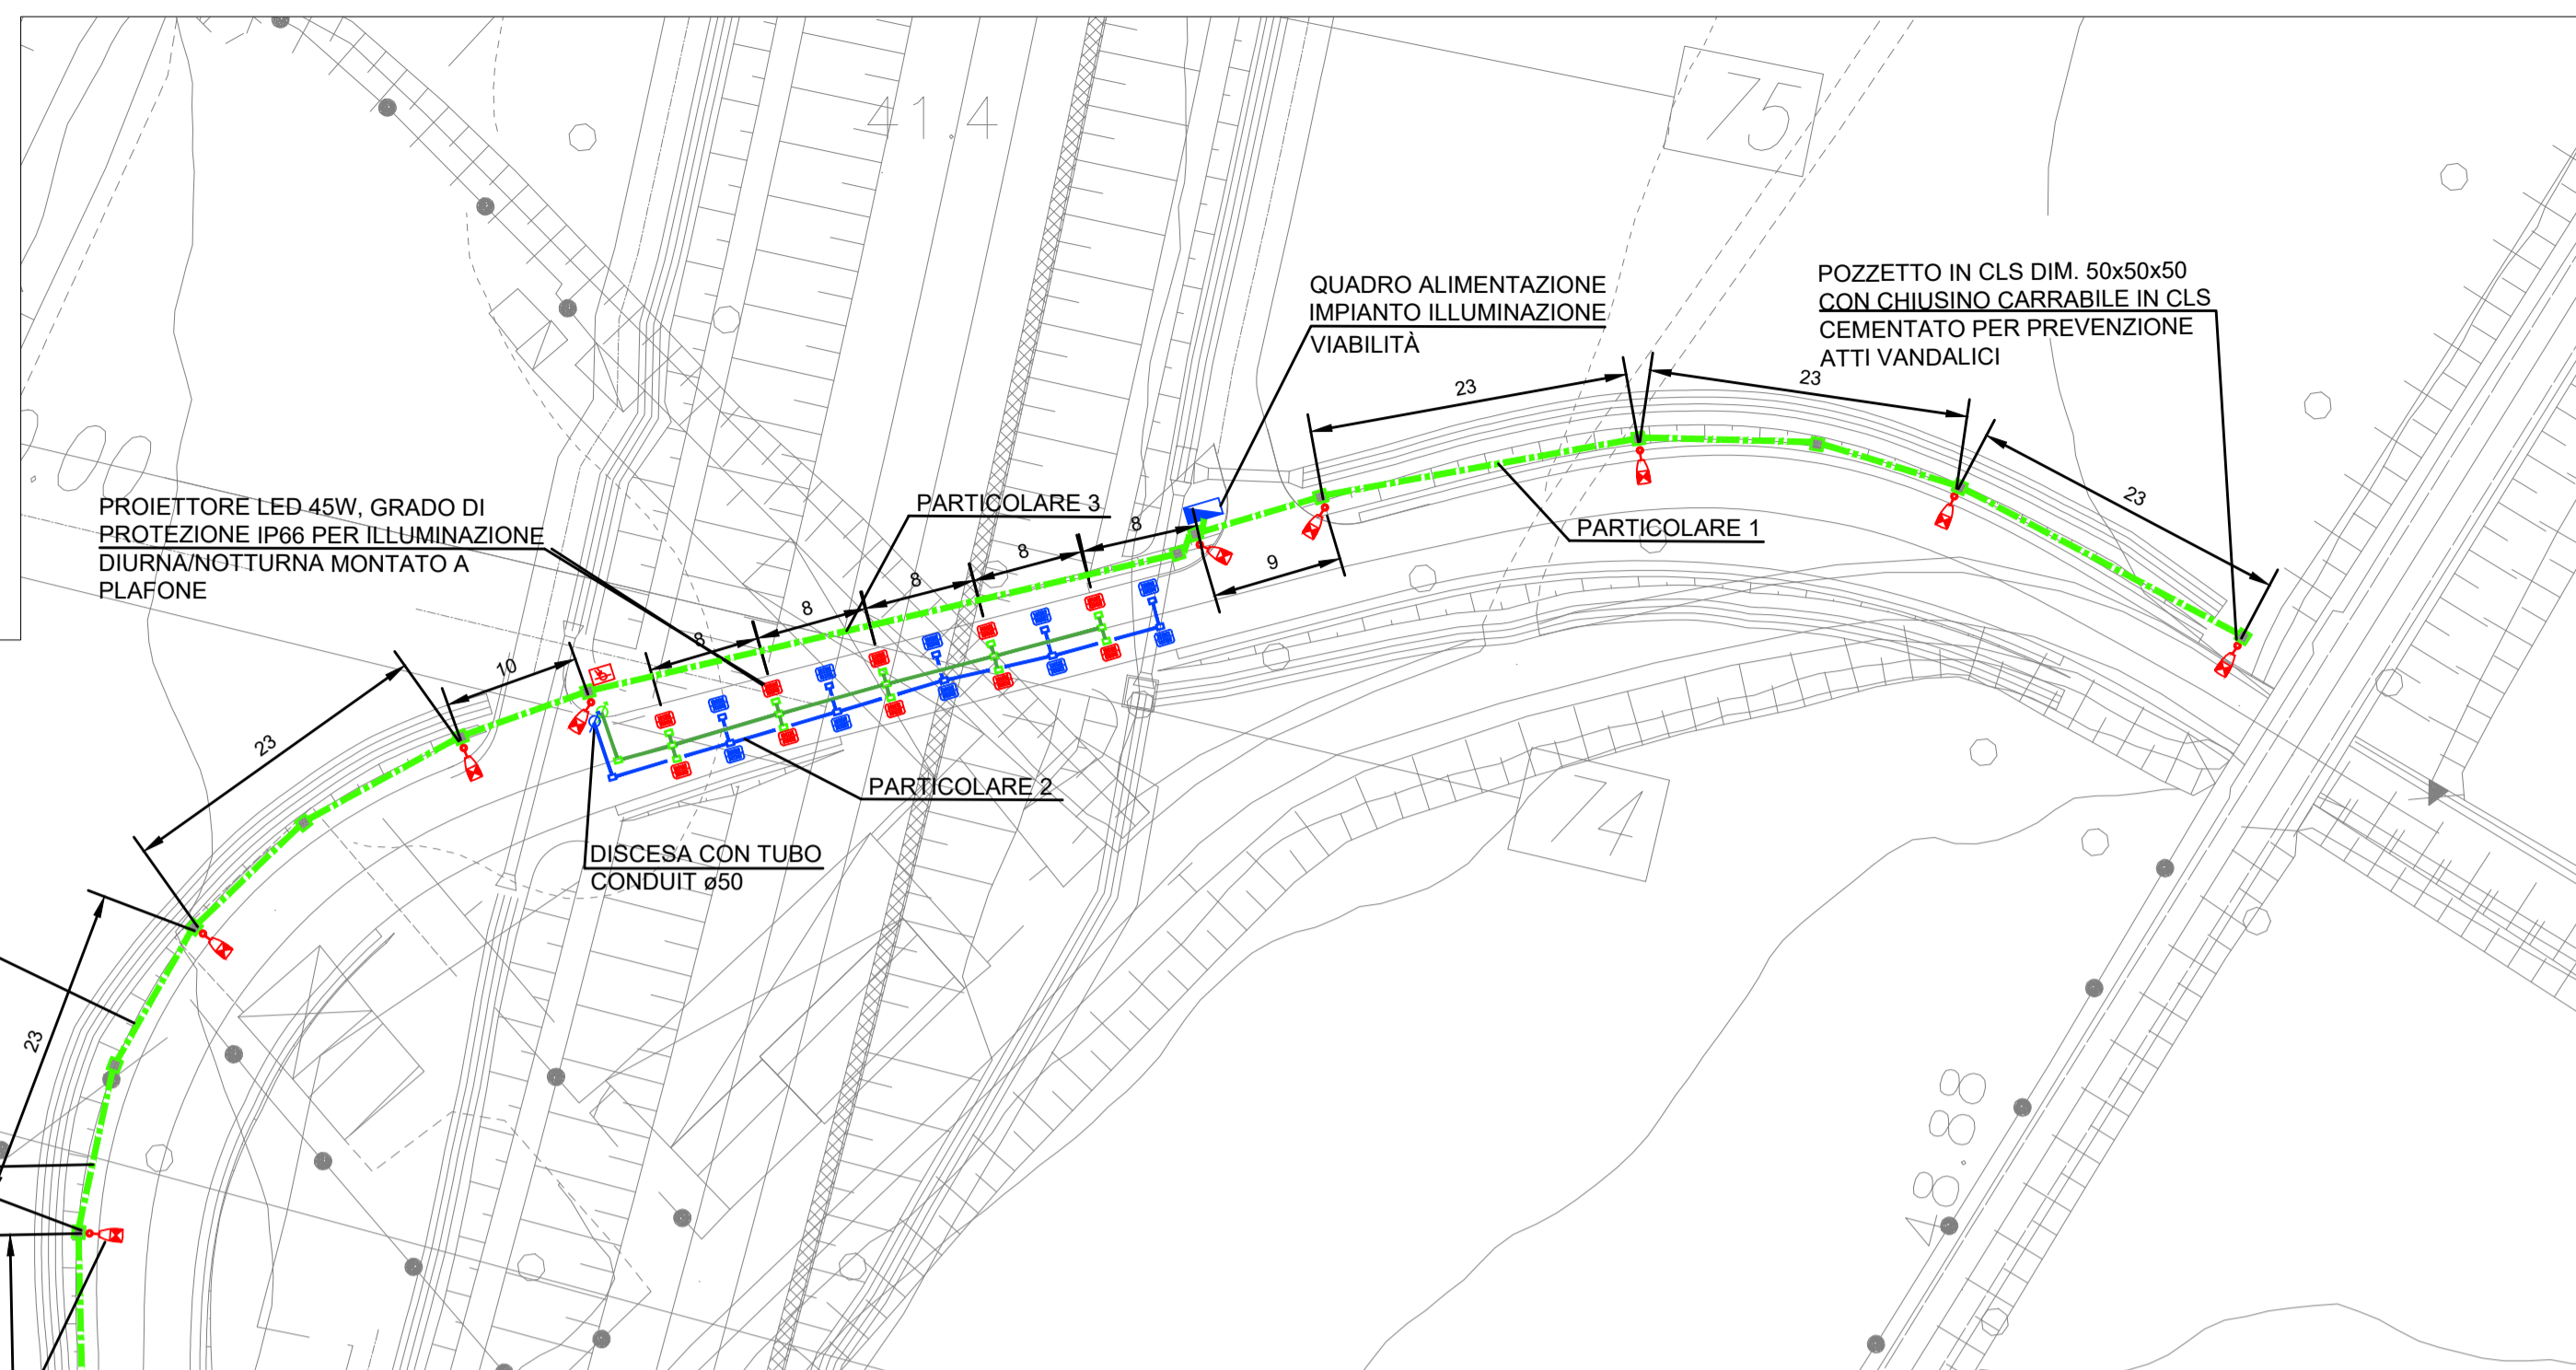 41.4
75
QUADRO ALIMENTAZIONE
IMPIANTO ILLUMINAZIONE
VIABILITÀ
POZZETTO IN CLS DIM. 50x50x50
CON CHIUSINO CARRABILE IN CLS
CEMENTATO PER PREVENZIONE
ATTI VANDALICI
23
23
23
PROIETTORE LED 45W, GRADO DI
PROTEZIONE IP66 PER ILLUMINAZIONE
DIURNA/NOTTURNA MONTATO A
PLAFONE
PARTICOLARE 3
PARTICOLARE 1
8
8
8
8
8
9
10
23
PARTICOLARE 2
74
DISCESA CON TUBO
CONDUIT ø50
23